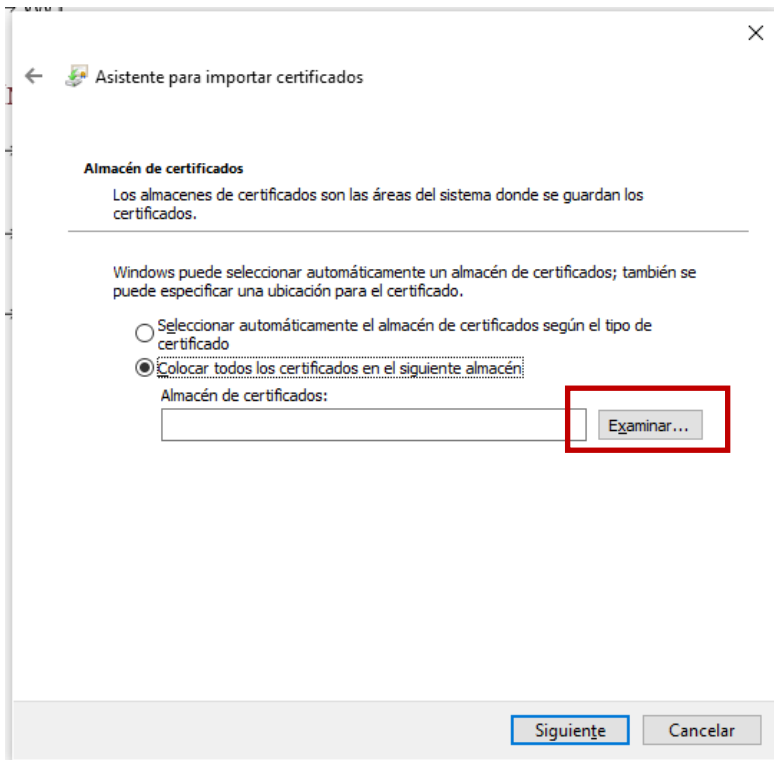 Asistente para importar certificados
Almacén de certificados
Los almacenes de certificados son las áreas del sistema donde se guardan los
certificados.
Windows puede seleccionar automáticamente un almacén de certificados; también se
puede especificar una ubicación para el certificado.
Seleccionar automáticamente el almacén de certificados según el tipo de
certificado
Colocar todos los certificados en el siguiente almacén
Almacén de certificados:
Examinar...
Siguiente
Cancelar